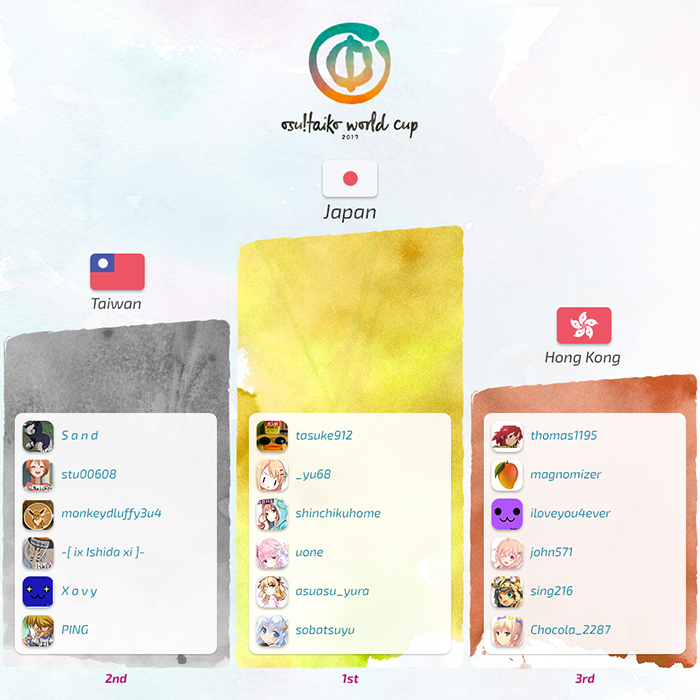 osu!taiko world cup
2017
Japan
Taiwan
Hong Kong
S a n d
stu00608
monkeydluffy3u4
-[ ix Ishida xi ]-
X a v y
PING
2nd
tasuke912
_yu68
shinchikuhome
uone
asuasu_yura
sobatsuyu
1st
thomas1195
magnomizer
iloveyou4ever
john571
sing216
Chocola_2287
3rd